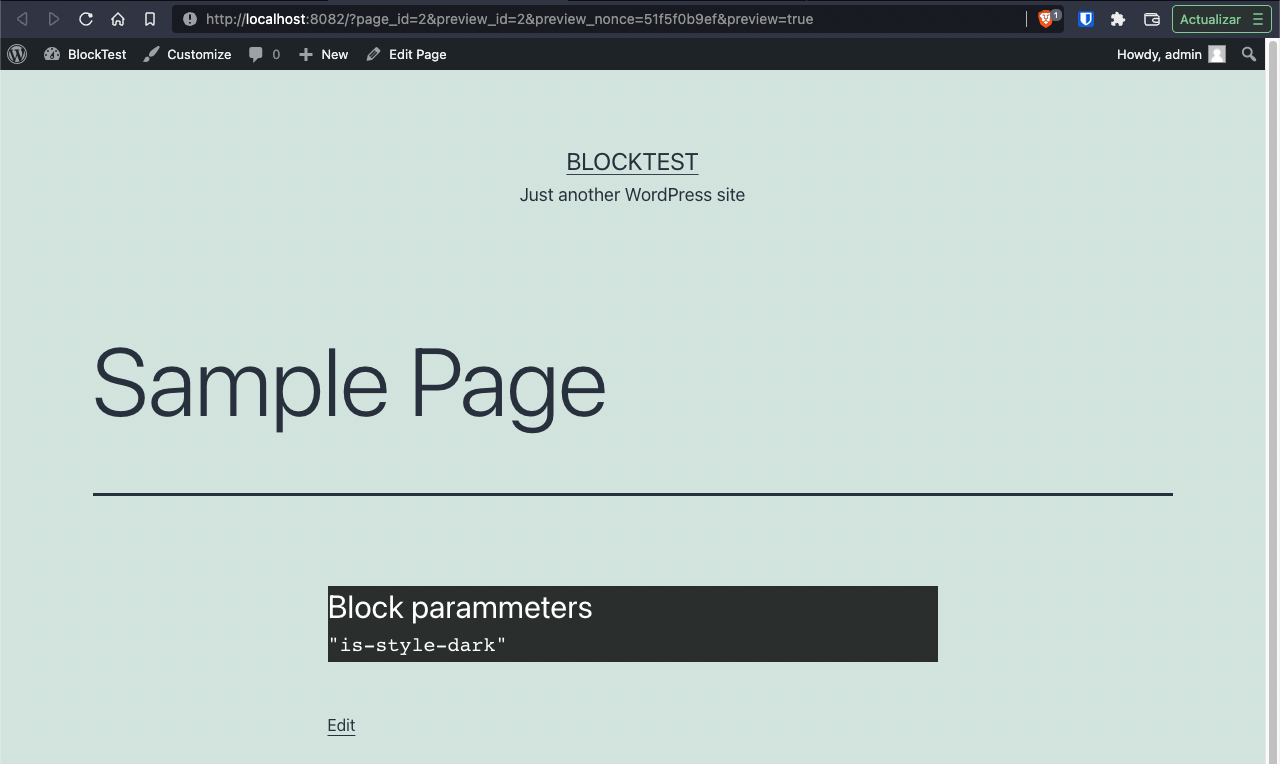 http://localhost:8082/?page_id=2&preview_id=2&preview_nonce=51f5f0b9ef&preview=true
1
Actualizar
BlockTest
Customize
0
New
Edit Page
Howdy, admin
BLOCKTEST
Just another WordPress site
Sample Page
Block parammeters
"is-style-dark"
Edit